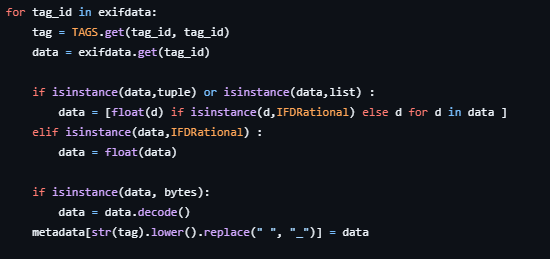 for tag_id in exifdata:
    tag = TAGS.get(tag_id, tag_id)
    data = exifdata.get(tag_id)

    if isinstance(data,tuple) or isinstance(data,list) :
        data = [float(d) if isinstance(d,IFDRational) else d for d in data ]
    elif isinstance(data,IFDRational) :
        data = float(data)

    if isinstance(data, bytes):
        data = data.decode()
    metadata[str(tag).lower().replace(" ", "_")] = data